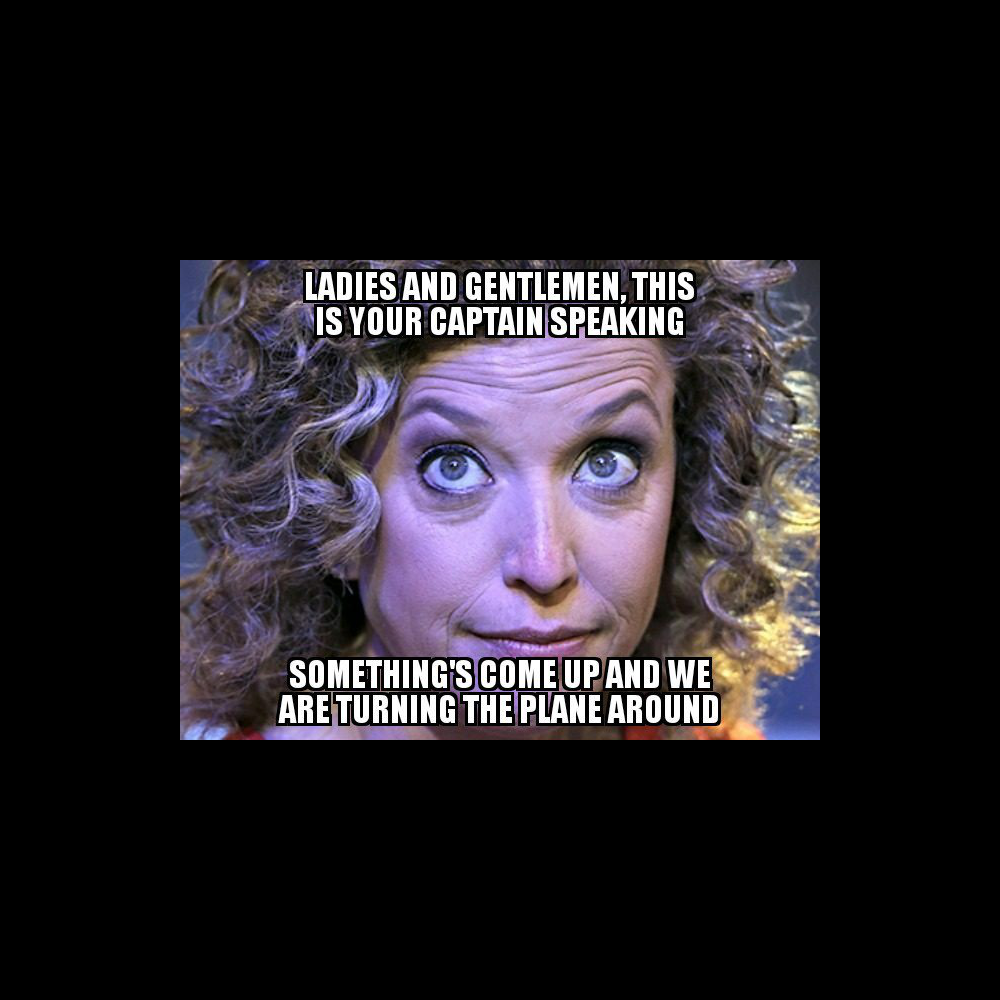 LADIES AND GENTLEMEN, THIS
IS YOUR CAPTAIN SPEAKING
SOMETHING'S COME UP AND WE
ARE TURNING THE PLANE AROUND